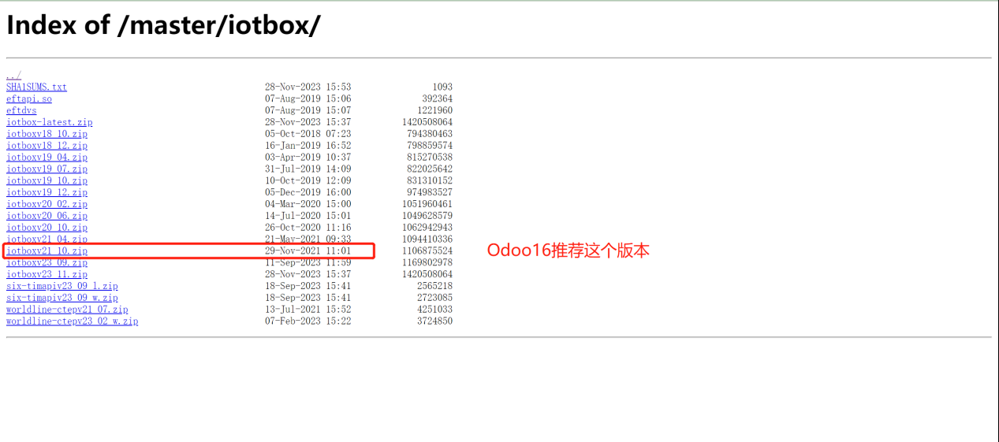 Index of /master/iotbox/
../
SHA1SUMS.txt 28-Nov-2023 15:53 1093
eftapi.so 07-Aug-2019 15:06 392364
eftdvs 07-Aug-2019 15:07 1221960
iotbox-latest.zip 28-Nov-2023 15:37 1420508064
iotboxv18_10.zip 05-Oct-2018 07:23 794380463
iotboxv18_12.zip 16-Jan-2019 16:52 798859574
iotboxv19_04.zip 03-Apr-2019 10:37 815270538
iotboxv19_07.zip 31-Jul-2019 14:09 822025642
iotboxv19_10.zip 10-Oct-2019 12:09 831310152
iotboxv19_12.zip 05-Dec-2019 16:00 974983527
iotboxv20_02.zip 04-Mar-2020 15:00 1051960461
iotboxv20_06.zip 14-Jul-2020 15:01 1049628579
iotboxv20_10.zip 26-Oct-2020 11:16 1062942943
iotboxv21_04.zip 21-May-2021 09:33 1094410336
iotboxv21_10.zip 29-Nov-2021 11:01 1106875524 Odoo16推荐这个版本
iotboxv23_09.zip 11-Sep-2023 11:59 1169802978
iotboxv23_11.zip 28-Nov-2023 15:37 1420508064
six-timapiv23_09_l.zip 18-Sep-2023 15:41 2565218
six-timapiv23_09_w.zip 18-Sep-2023 15:41 2723085
worldline-ctepv21_07.zip 13-Jul-2021 15:52 4251033
worldline-ctepv23_02_w.zip 07-Feb-2023 15:22 3724850